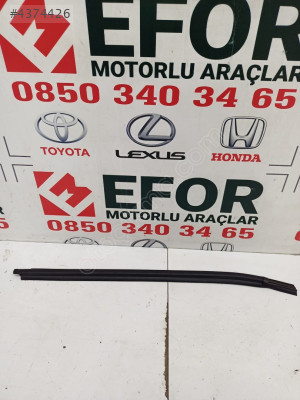 #4374426
EFOR
MOTORLU ARAÇLAR
0850 340 34 65
TOYOTA
LEXUS
HONDA
EFOR
MOTORLU ARAÇLAR
0850 340 34 65